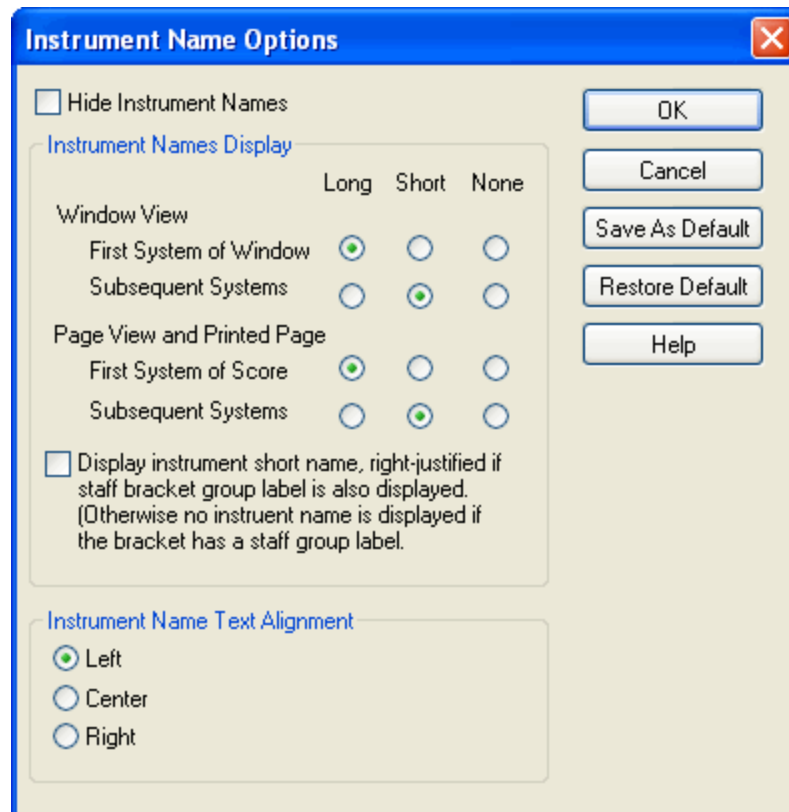 Instrument Name Options
Hide Instrument Names
OK
Instrument Names Display
Cancel
Long Short None
Window View
Save As Default
First System of Window
Subsequent Systems
Restore Default
Page View and Printed Page
Help
First System of Score
Subsequent Systems
Display instrument short name, right-justified if
staff bracket group label is also displayed.
(Otherwise no instruent name is displayed if
the bracket has a staff group label.
Instrument Name Text Alignment
Left
Center
Right